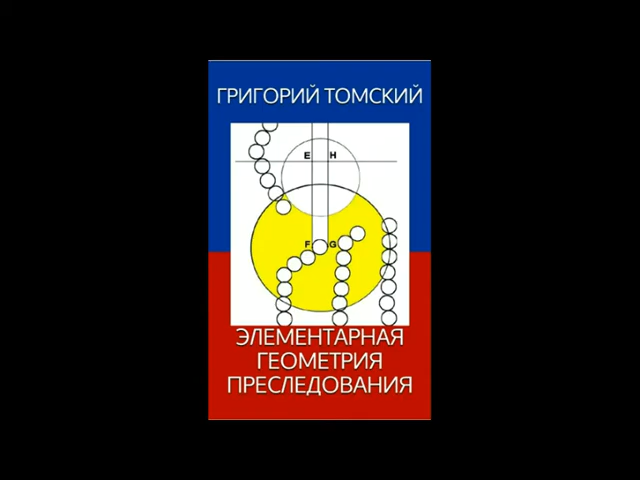 ГРИГОРИЙ ТОМСКИЙ
E H
F G
ЭЛЕМЕНТАРНАЯ
ГЕОМЕТРИЯ
ПРЕСЛЕДОВАНИЯ